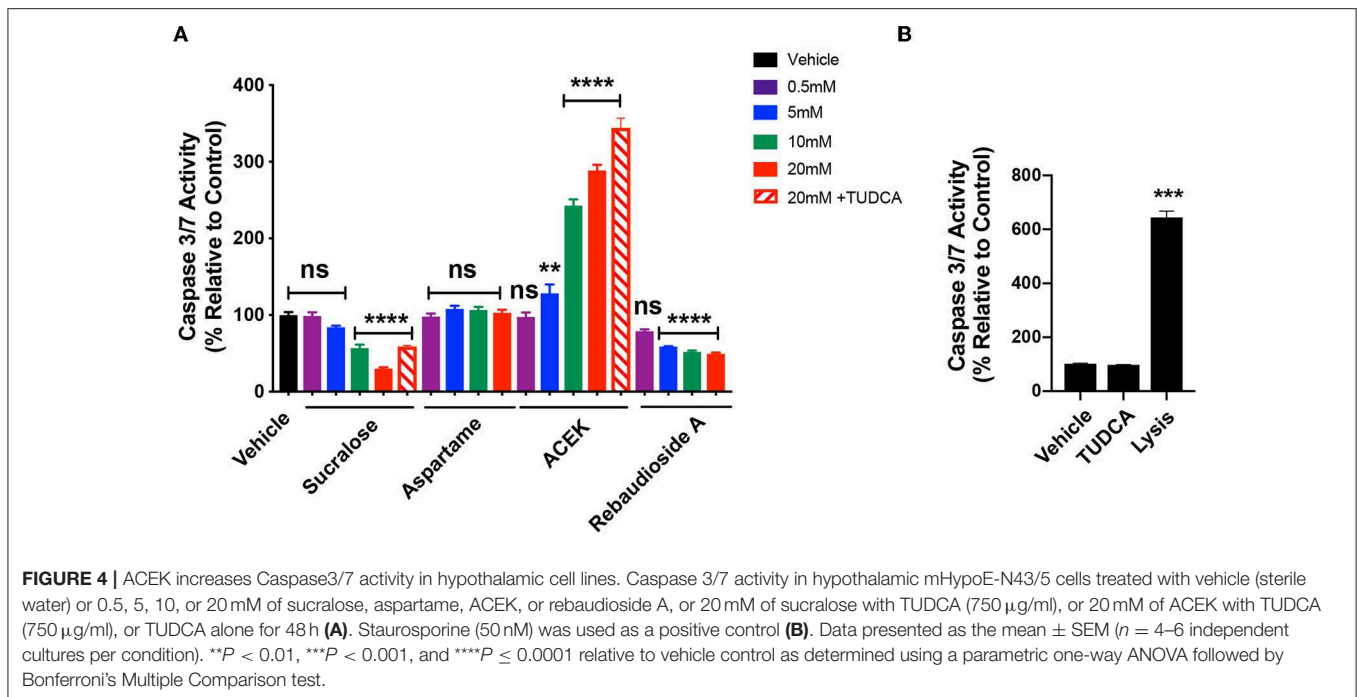 A
B
Vehicle
0.5mM
5mM
10mM
20mM
20mM +TUDCA
Caspase 3/7 Activity
(% Relative to Control)
400
300
200
100
0
ns
****
ns
ns
**
****
ns
****
Vehicle
Sucralose
Aspartame
ACEK
Rebaudioside A
Caspase 3/7 Activity
(% Relative to Control)
800
600
400
200
100
0
***
Vehicle
TUDCA
Lysis
FIGURE 4 | ACEK increases Caspase3/7 activity in hypothalamic cell lines. Caspase 3/7 activity in hypothalamic mHypoE-N43/5 cells treated with vehicle (sterile
water) or 0.5, 5, 10, or 20 mM of sucralose, aspartame, ACEK, or rebaudioside A, or 20 mM of sucralose with TUDCA (750 μg/ml), or 20 mM of ACEK with TUDCA
(750 μg/ml), or TUDCA alone for 48 h (A). Staurosporine (50 nM) was used as a positive control (B). Data presented as the mean ± SEM (n = 4–6 independent
cultures per condition). **P < 0.01, ***P < 0.001, and ****P ≤ 0.0001 relative to vehicle control as determined using a parametric one-way ANOVA followed by
Bonferroni's Multiple Comparison test.